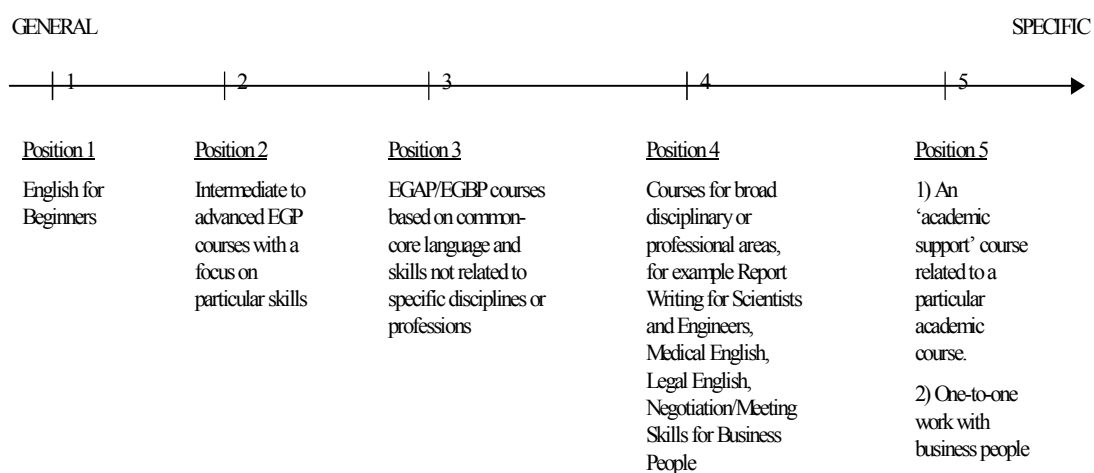 GENERAL SPECIFIC
1 2 3 4 5
Position 1
English for
Beginners
Position 2
Intermediate to
advanced EGP
courses with a
focus on
particular skills
Position 3
EGAP/EGBP courses
based on common-
core language and
skills not related to
specific disciplines or
professions
Position 4
Courses for broad
disciplinary or
professional areas,
for example Report
Writing for Scientists
and Engineers,
Medical English,
Legal English,
Negotiation/Meeting
Skills for Business
People
Position 5
1) An
‘academic
support’ course
related to a
particular
academic
course.
2) One-to-one
work with
business people